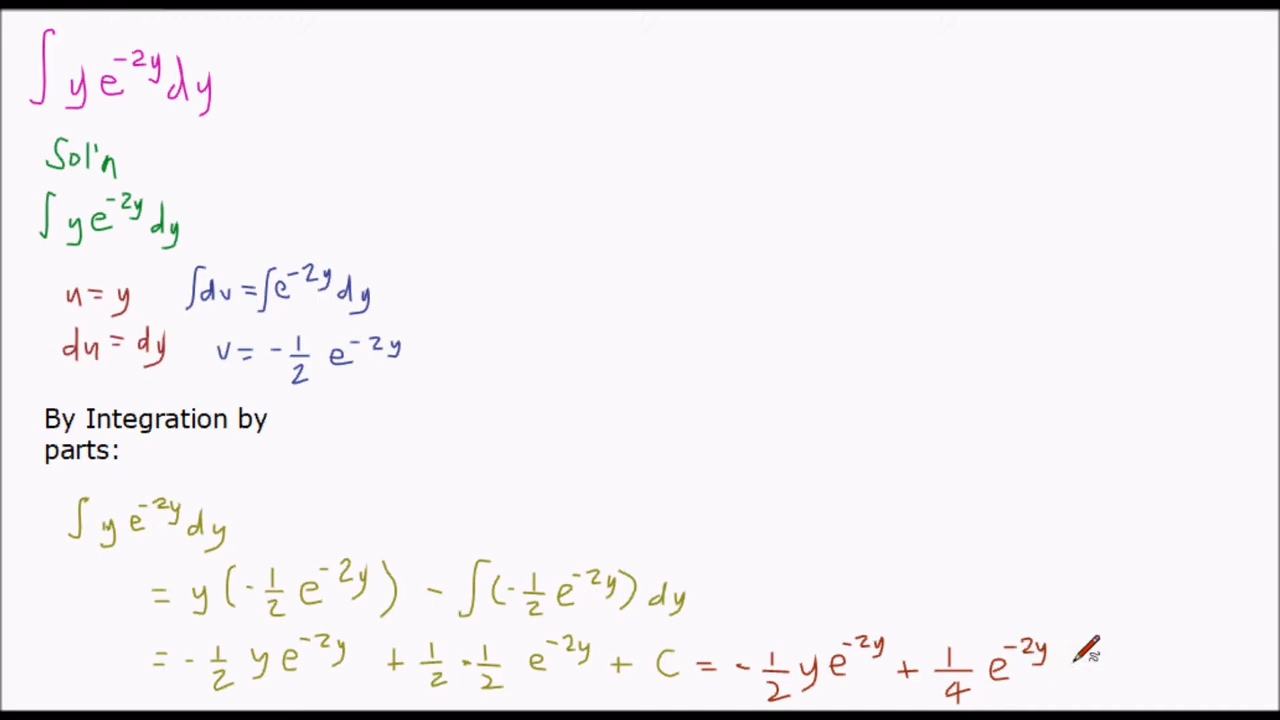 ∫ y e^{-2y} dy
Sol'n
∫ y e^{-2y} dy
u = y ∫dv = ∫e^{-2y} dy
du = dy v = -1/2 e^{-2y}
By Integration by
parts:
∫ y e^{-2y} dy
= y(-1/2 e^{-2y}) - ∫(-1/2 e^{-2y}) dy
= -1/2 y e^{-2y} + 1/2 · 1/2 e^{-2y} + C = -1/2 y e^{-2y} + 1/4 e^{-2y}